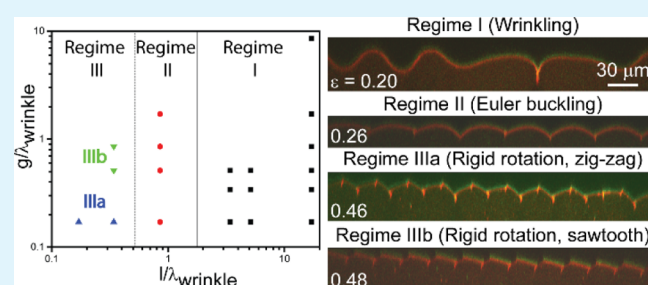 10
1
0.1
g/λwrinkle
Regime III
Regime II
Regime I
IIIb
IIIa
0.1
1
10
l/λwrinkle
Regime I (Wrinkling)
ε = 0.20
30 μm
Regime II (Euler buckling)
0.26
Regime IIIa (Rigid rotation, zig-zag)
0.46
Regime IIIb (Rigid rotation, sawtooth)
0.48